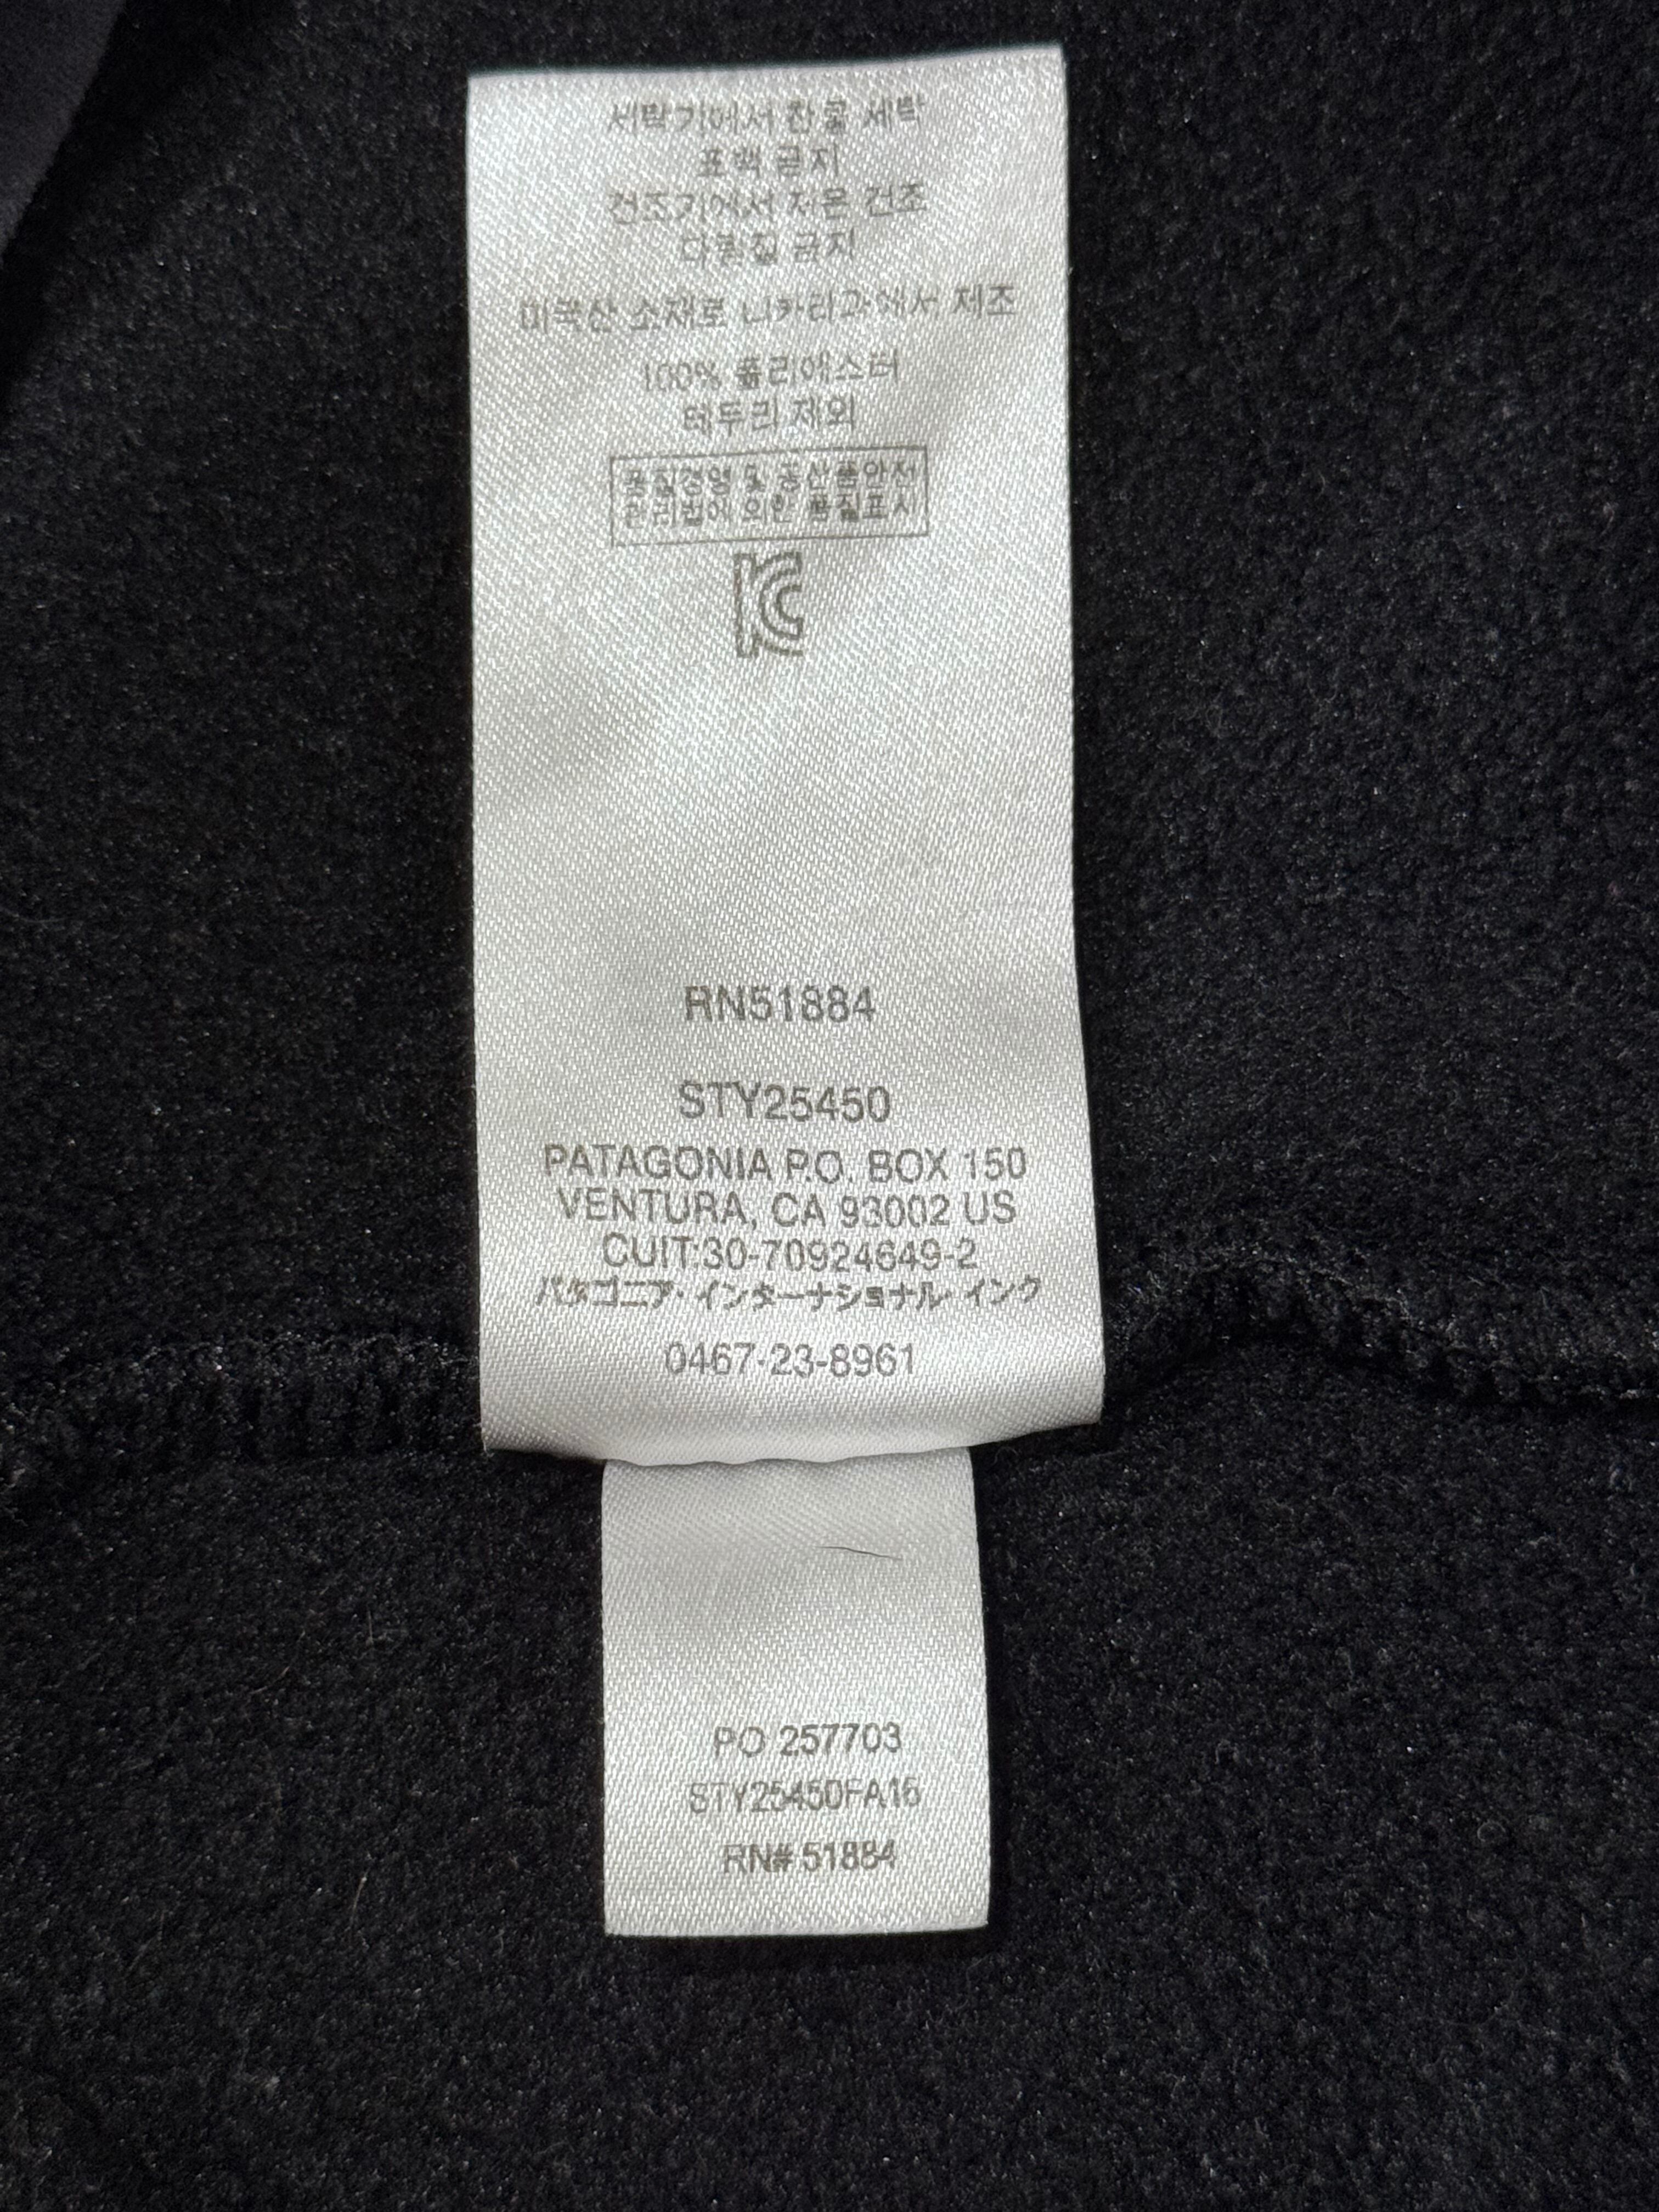 세탁기에서 찬물 세탁
표백 금지
건조기에서 저온 건조
다림질 금지
미국산 소재로 니카라과에서 제조
100% 폴리에스터
테두리 제외
품질경영 및 공산품안전
관리법에 의한 품질표시
KC
RN51884
STY25450
PATAGONIA P.O. BOX 150
VENTURA, CA 93002 US
CUIT:30-70924649-2
パタゴニア・インターナショナル・インク
0467-23-8961
PO 257703
STY25450FA16
RN# 51884